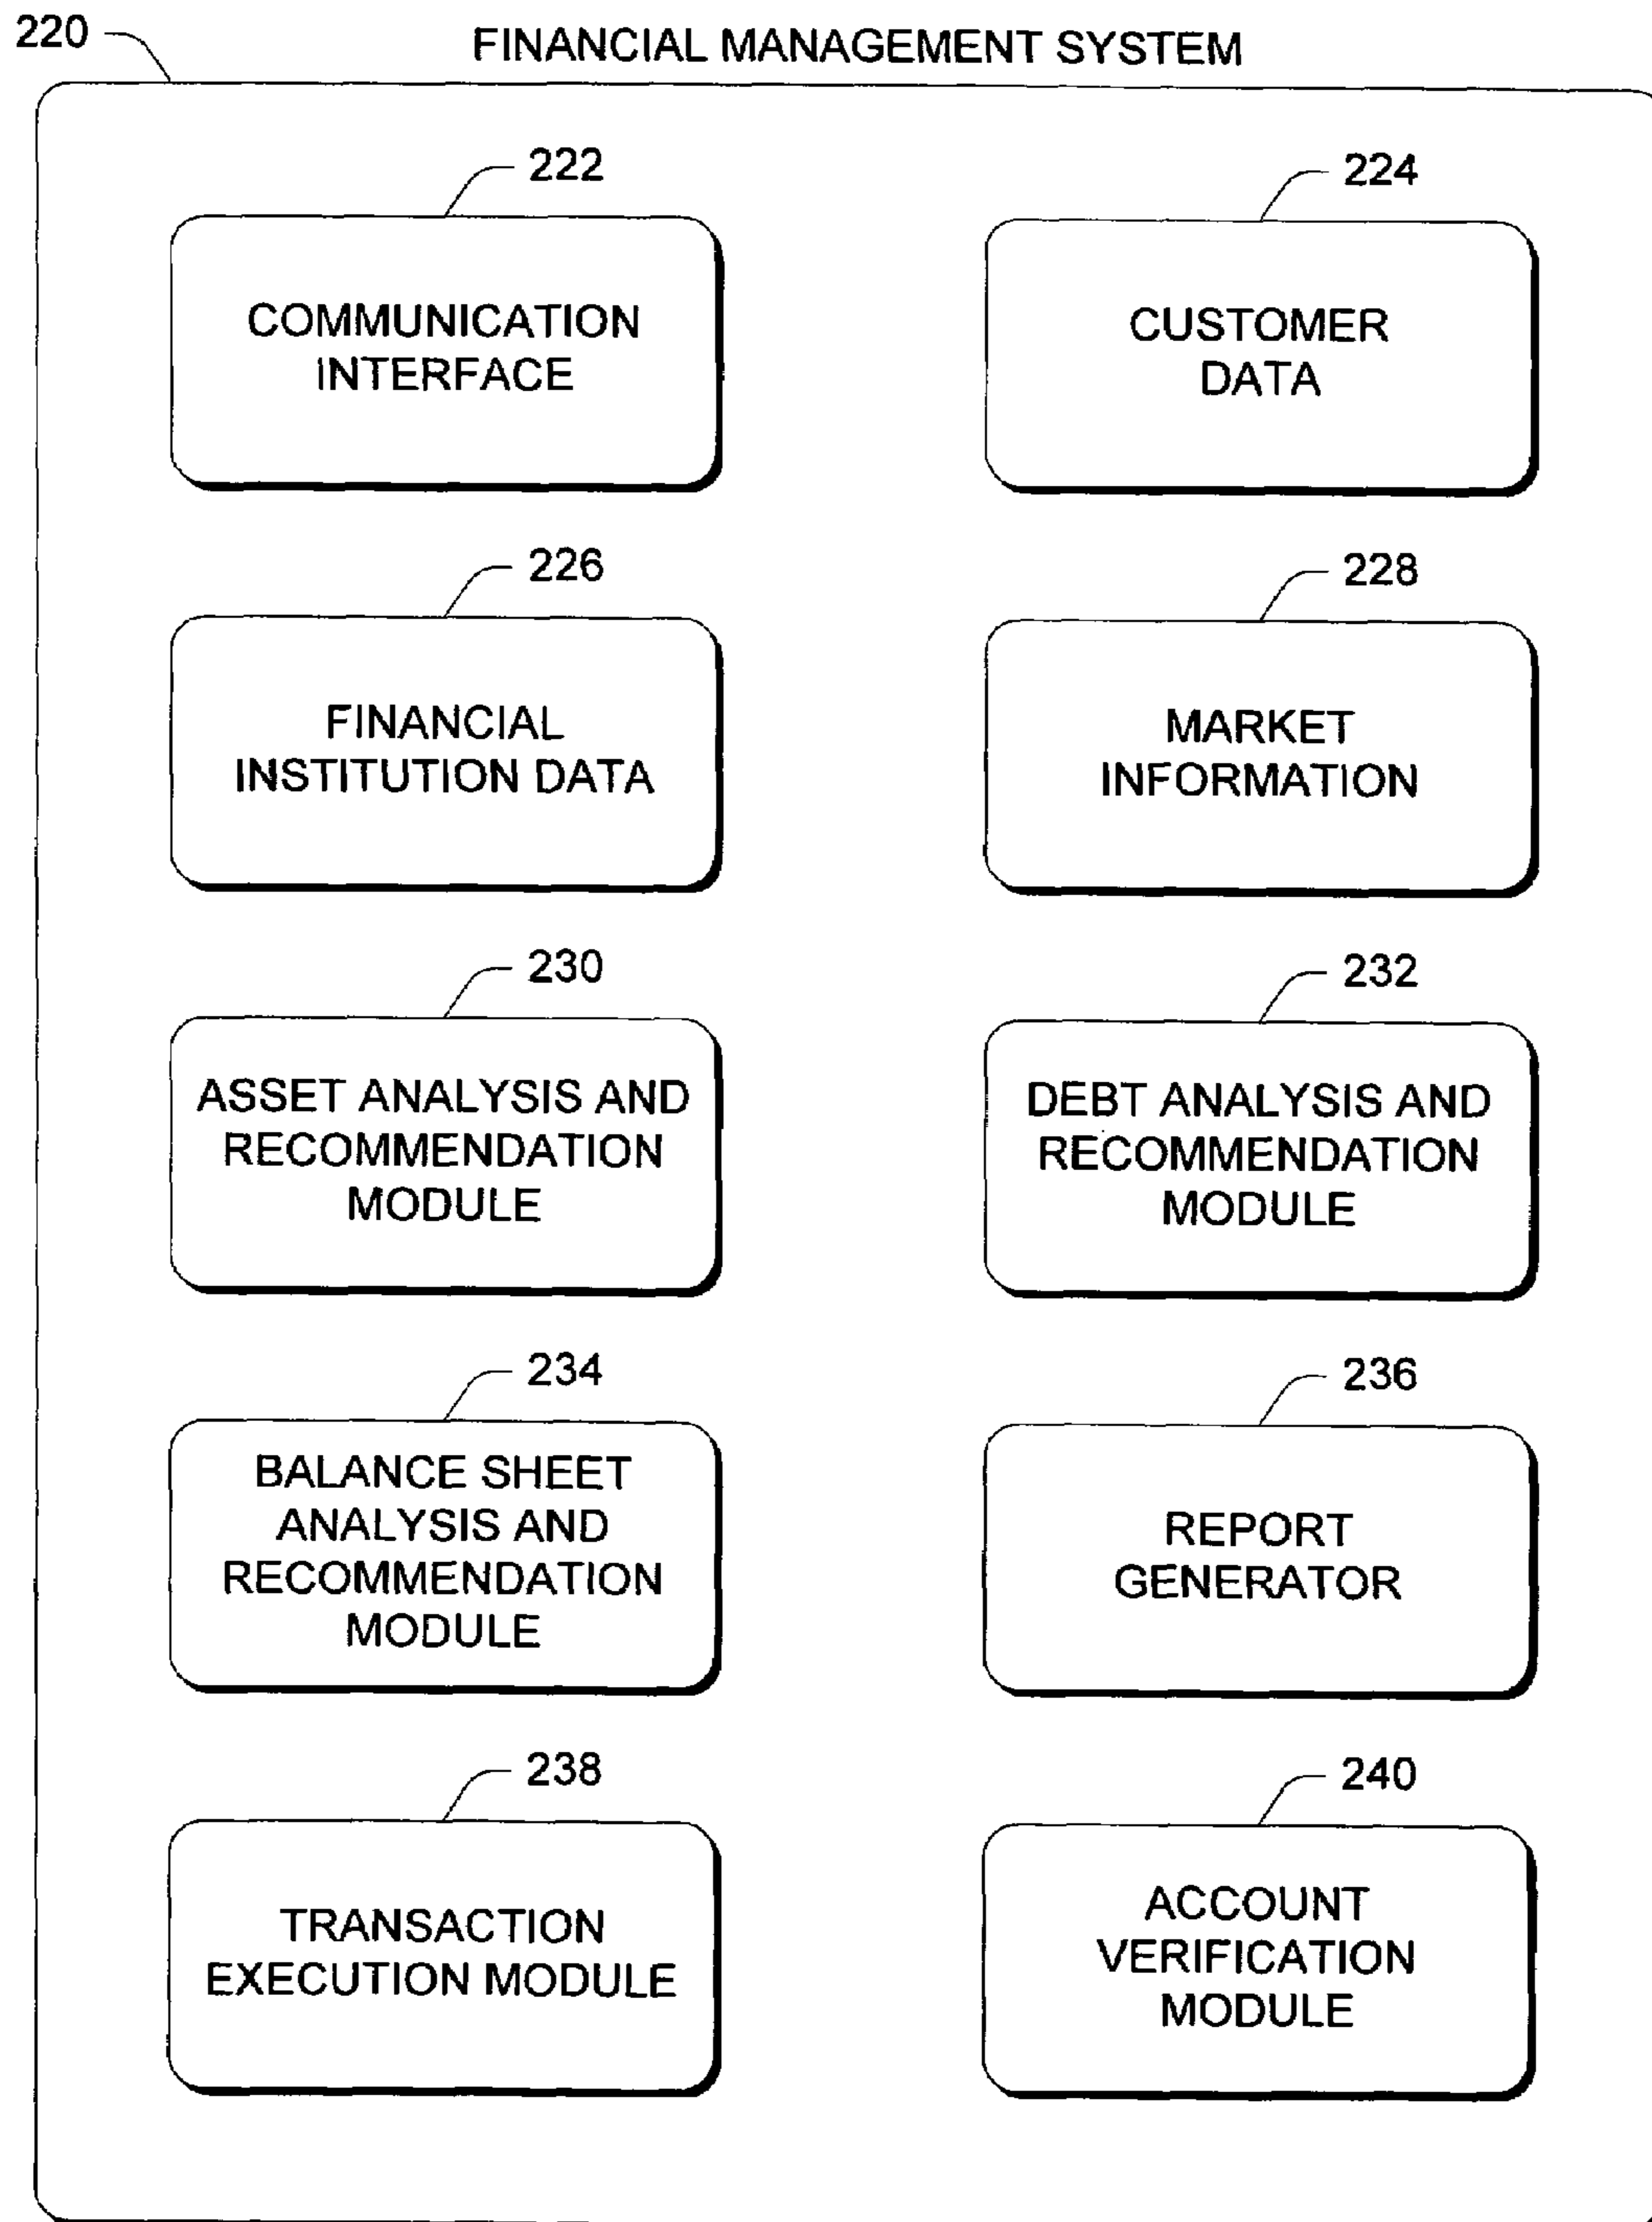 220
FINANCIAL MANAGEMENT SYSTEM
222
224
COMMUNICATION
INTERFACE
CUSTOMER
DATA
226
228
FINANCIAL
INSTITUTION DATA
MARKET
INFORMATION
230
232
ASSET ANALYSIS AND
RECOMMENDATION
MODULE
DEBT ANALYSIS AND
RECOMMENDATION
MODULE
234
236
BALANCE SHEET
ANALYSIS AND
RECOMMENDATION
MODULE
REPORT
GENERATOR
238
240
TRANSACTION
EXECUTION MODULE
ACCOUNT
VERIFICATION
MODULE